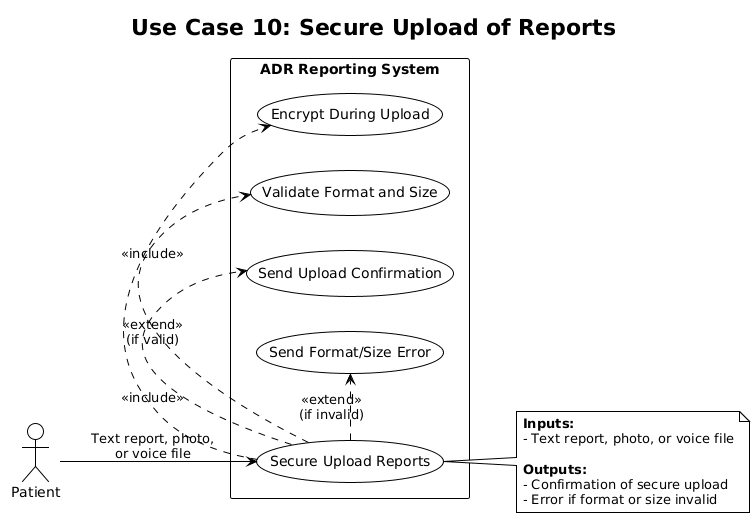 Use Case 10: Secure Upload of Reports
ADR Reporting System
Encrypt During Upload
Validate Format and Size
«include»
Send Upload Confirmation
«extend»
(if valid)
Send Format/Size Error
«include»
«extend»
(if invalid)
Text report, photo,
or voice file
Secure Upload Reports
Patient
Inputs:
- Text report, photo, or voice file
Outputs:
- Confirmation of secure upload
- Error if format or size invalid